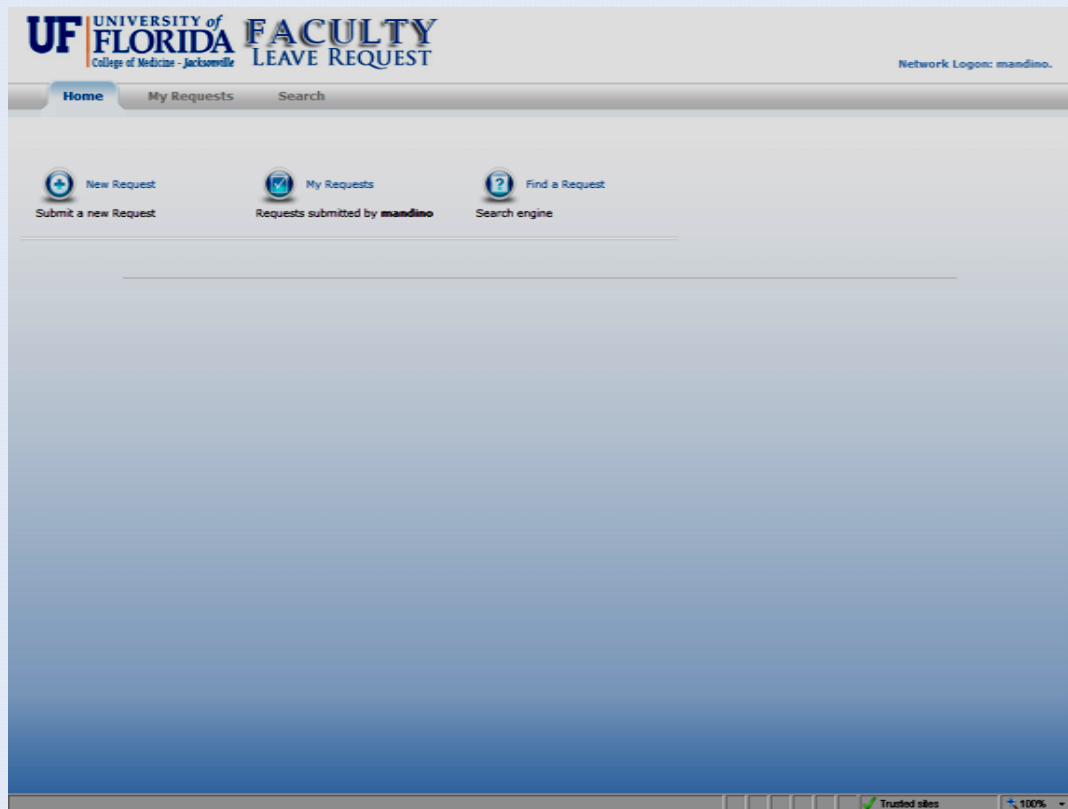 UF UNIVERSITY of FLORIDA
College of Medicine - Jacksonville
FACULTY
LEAVE REQUEST
Network Logon: mandino.
Home My Requests Search
New Request My Requests Find a Request
Submit a new Request Requests submitted by mandino Search engine
Trusted sites 100%